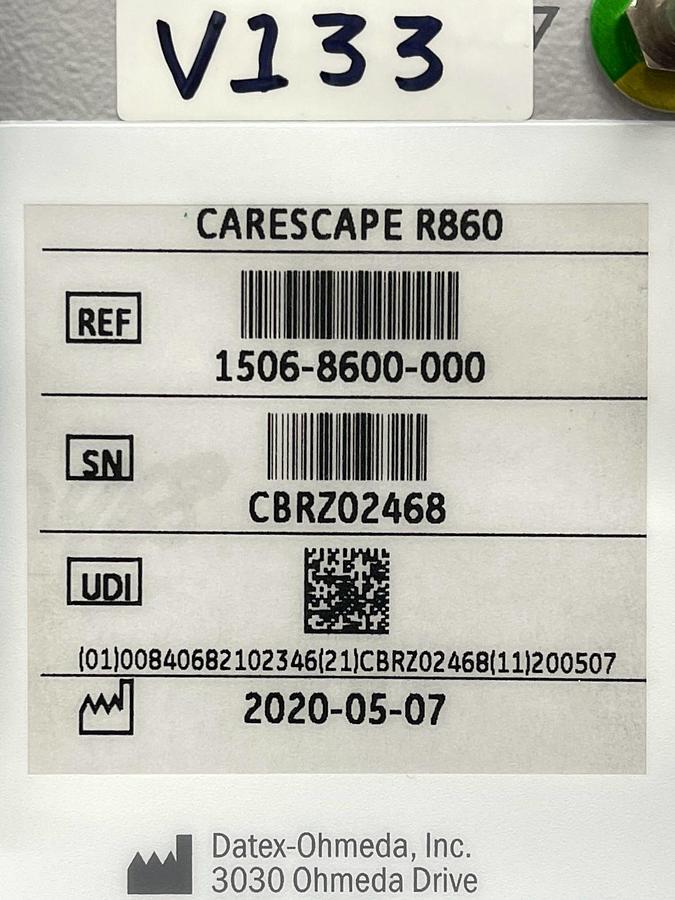 V133
CARESCAPE R860
REF
1506-8600-000
SN
CBRZ02468
UDI
(01)00840682102346(21)CBRZ02468(11)200507
2020-05-07
Datex-Ohmeda, Inc.
3030 Ohmeda Drive